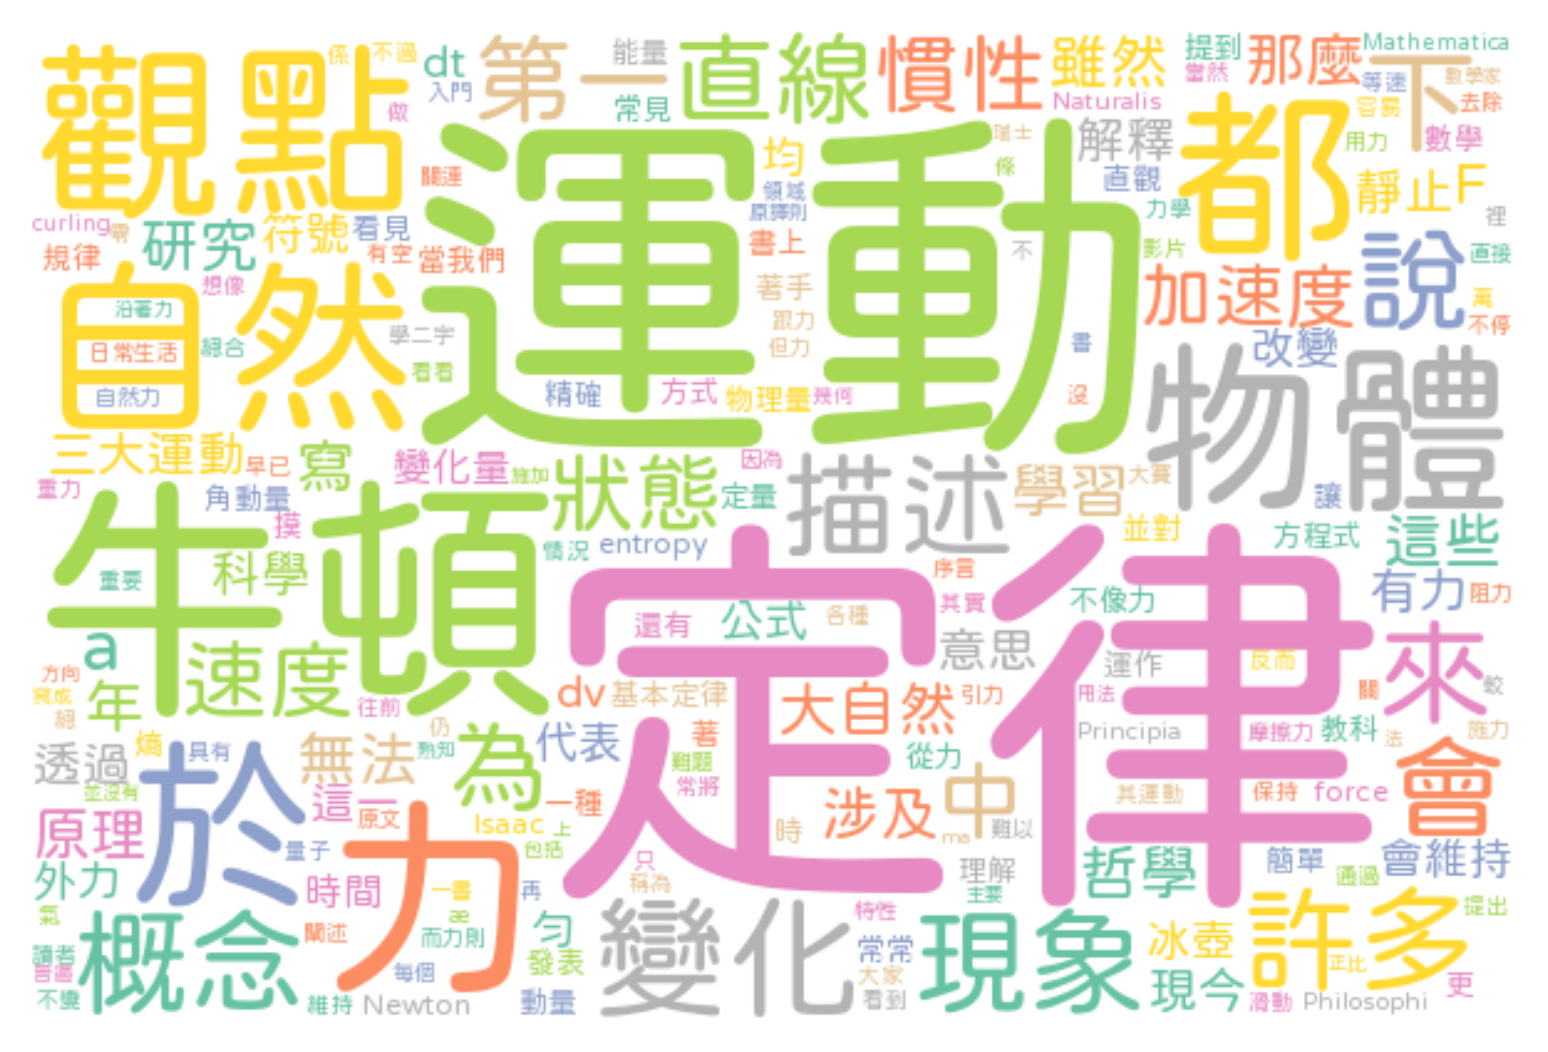 觀點
係
不過
做
dt
入門
第一
能量
常見
直線
慣性
雖然
提到
當然
那麼
Mathematica
等速
下
數學家
去除
容易
數學
Naturalis
解釋
用力
運動
瑞士
條
均
領域
原譯則
書上
都
直觀
力學
影片
靜止
F
裡
關連
curling
零
研究
符號
看見
有空
當我們
規律
想像
不
說
直接
萬
不停
加速度
著手
跟力
但力
自然
沿著力
日常生活
自然力
綜合
學二字
看看
書
改變
物體
精確
方式
物理量
幾何
沒
三大運動
早已
寫
變化量
施加
狀態
因為
定量
描述
學習
大賽
讓
重力
角動量
摸
牛頓
科學
重要
情況
entropy
定律
序言
並對
方程式
這些
其實
不像力
有力
阻力
還有
公式
各種
意思
運作
反而
來
a
速度
方向
寫成
年
往前
dv
基本定律
大自然
引力
用法
關
較
綑
仍
熟知
為
代表
著
難題
從力
Principia
摩擦力
教科
法
施力
透過
熵
具有
無法
並沒有
於
這一
原文
力
一種
常將
涉及
中
其運動
保持
force
會
Isaac
上
包括
時
ma
難以
原理
量子
只
稱為
理解
主要
哲學
簡單
通過
會維持
外力
時間
一書
再
æ
而力則
勻
氣
概念
闡述
變化
特性
常常
現象
冰壺
許多
正比
提出
讀者
普遍
不變
每個
發表
大家
看到
現今
更
維持
Newton
動量
滑動
Philosophi